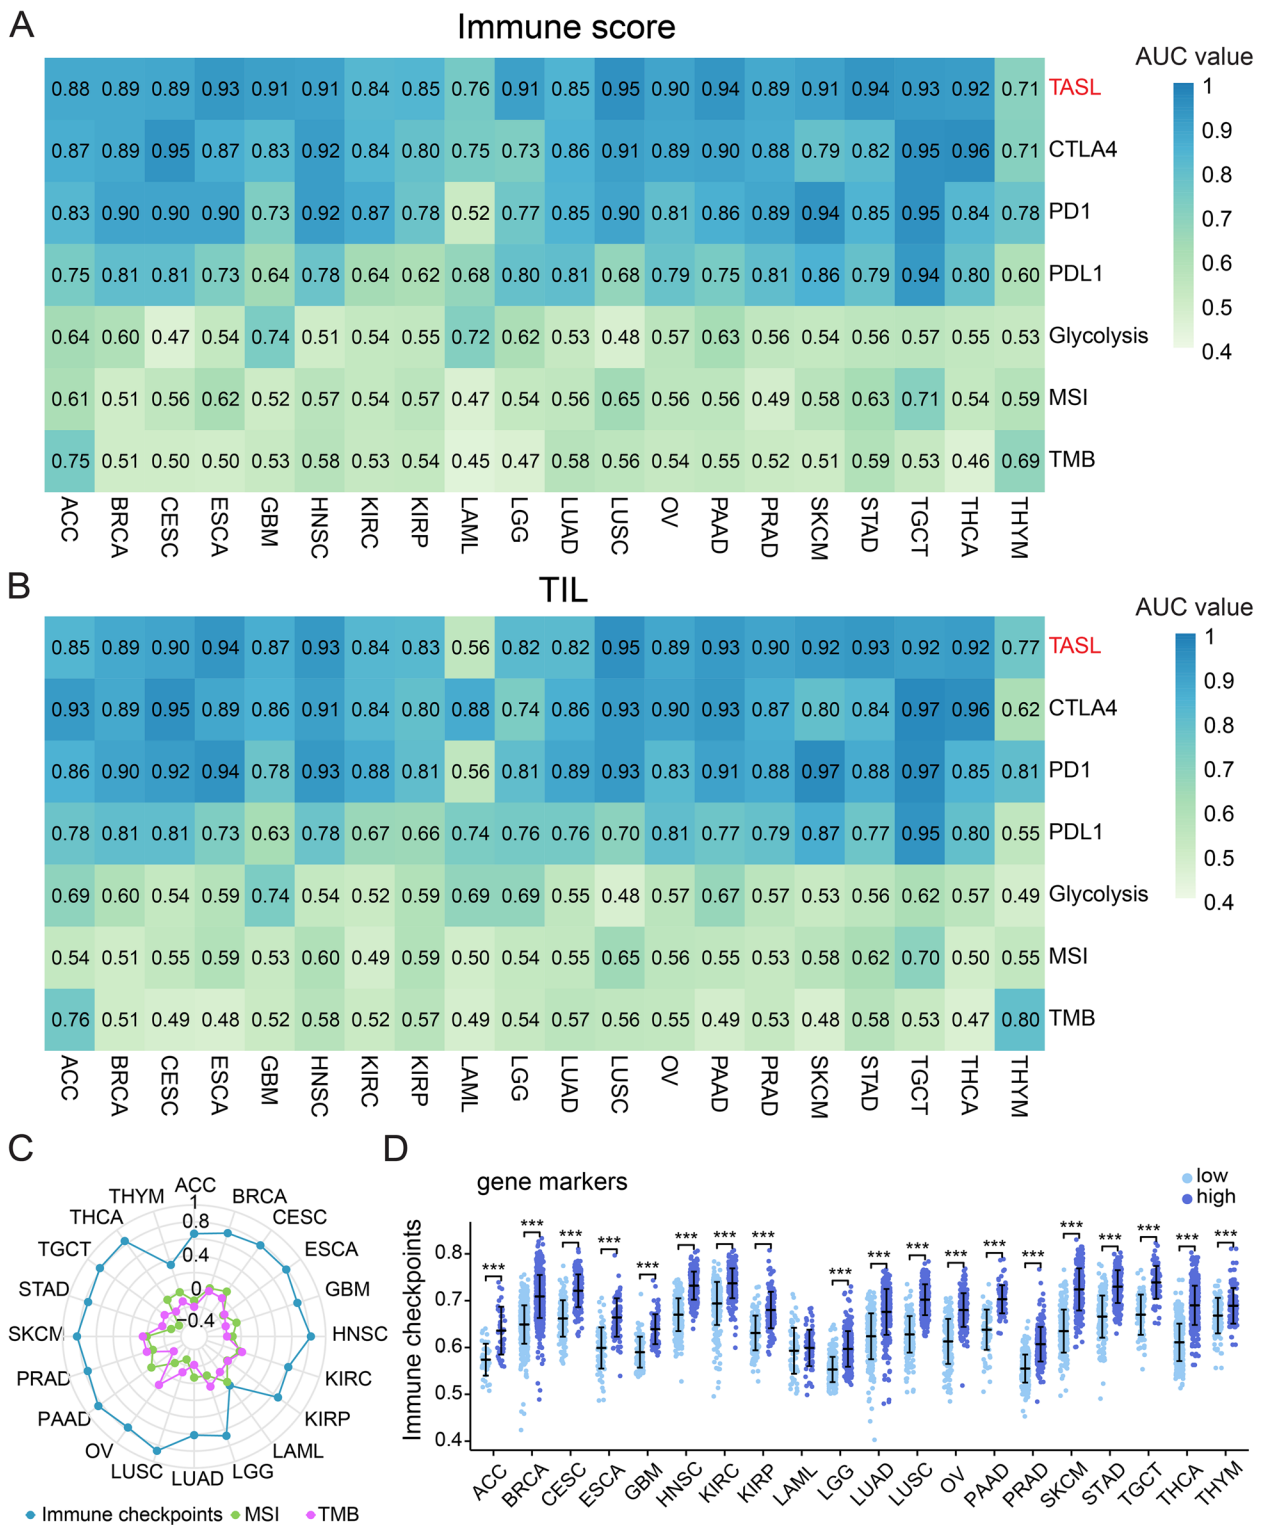 A
Immune score
AUC value
0.88 0.89 0.89 0.93 0.91 0.91 0.84 0.85 0.76 0.91 0.85 0.95 0.90 0.94 0.89 0.91 0.94 0.93 0.92 0.71 TASL
0.87 0.89 0.95 0.87 0.83 0.92 0.84 0.80 0.75 0.73 0.86 0.91 0.89 0.90 0.88 0.79 0.82 0.95 0.96 0.71 CTLA4
0.83 0.90 0.90 0.90 0.73 0.92 0.87 0.78 0.52 0.77 0.85 0.90 0.81 0.86 0.89 0.94 0.85 0.95 0.84 0.78 PD1
0.75 0.81 0.81 0.73 0.64 0.78 0.64 0.62 0.68 0.80 0.81 0.68 0.79 0.75 0.81 0.86 0.79 0.94 0.80 0.60 PDL1
0.64 0.60 0.47 0.54 0.74 0.51 0.54 0.55 0.72 0.62 0.53 0.48 0.57 0.63 0.56 0.54 0.56 0.57 0.55 0.53 Glycolysis
0.61 0.51 0.56 0.62 0.52 0.57 0.54 0.57 0.47 0.54 0.56 0.65 0.56 0.56 0.49 0.58 0.63 0.71 0.54 0.59 MSI
0.75 0.51 0.50 0.50 0.53 0.58 0.53 0.54 0.45 0.47 0.58 0.56 0.54 0.55 0.52 0.51 0.59 0.53 0.46 0.69 TMB
1
0.9
0.8
0.7
0.6
0.5
0.4
ACC BRCA CESC ESCA GBM HNSC KIRC KIRP LAML LGG LUAD LUSC OV PAAD PRAD SKCM STAD TGCT THCA THYM
B
TIL
AUC value
0.85 0.89 0.90 0.94 0.87 0.93 0.84 0.83 0.56 0.82 0.82 0.95 0.89 0.93 0.90 0.92 0.93 0.92 0.92 0.77 TASL
0.93 0.89 0.95 0.89 0.86 0.91 0.84 0.80 0.88 0.74 0.86 0.93 0.90 0.93 0.87 0.80 0.84 0.97 0.96 0.62 CTLA4
0.86 0.90 0.92 0.94 0.78 0.93 0.88 0.81 0.56 0.81 0.89 0.93 0.83 0.91 0.88 0.97 0.88 0.97 0.85 0.81 PD1
0.78 0.81 0.81 0.73 0.63 0.78 0.67 0.66 0.74 0.76 0.76 0.70 0.81 0.77 0.79 0.87 0.77 0.95 0.80 0.55 PDL1
0.69 0.60 0.54 0.59 0.74 0.54 0.52 0.59 0.69 0.69 0.55 0.48 0.57 0.67 0.57 0.53 0.56 0.62 0.57 0.49 Glycolysis
0.54 0.51 0.55 0.59 0.53 0.60 0.49 0.59 0.50 0.54 0.55 0.65 0.56 0.55 0.53 0.58 0.62 0.70 0.50 0.55 MSI
0.76 0.51 0.49 0.48 0.52 0.58 0.52 0.57 0.49 0.54 0.57 0.56 0.55 0.49 0.53 0.48 0.58 0.53 0.47 0.80 TMB
1
0.9
0.8
0.7
0.6
0.5
0.4
ACC BRCA CESC ESCA GBM HNSC KIRC KIRP LAML LGG LUAD LUSC OV PAAD PRAD SKCM STAD TGCT THCA THYM
C
ACC
BRCA
CESC
ESCA
GBM
HNSC
KIRC
KIRP
LAML
LGG
LUAD
LUSC
OV
PAAD
PRAD
SKCM
STAD
TGCT
THCA
THYM
1
0.8
0.4
0
−0.4
Immune checkpoints MSI TMB
D
gene markers
low
high
Immune checkpoints
0.8
0.7
0.6
0.5
0.4
*** *** *** *** *** *** *** *** *** *** *** *** *** *** *** *** *** *** ***
ACC BRCA CESC ESCA GBM HNSC KIRC KIRP LAML LGG LUAD LUSC OV PAAD PRAD SKCM STAD TGCT THCA THYM